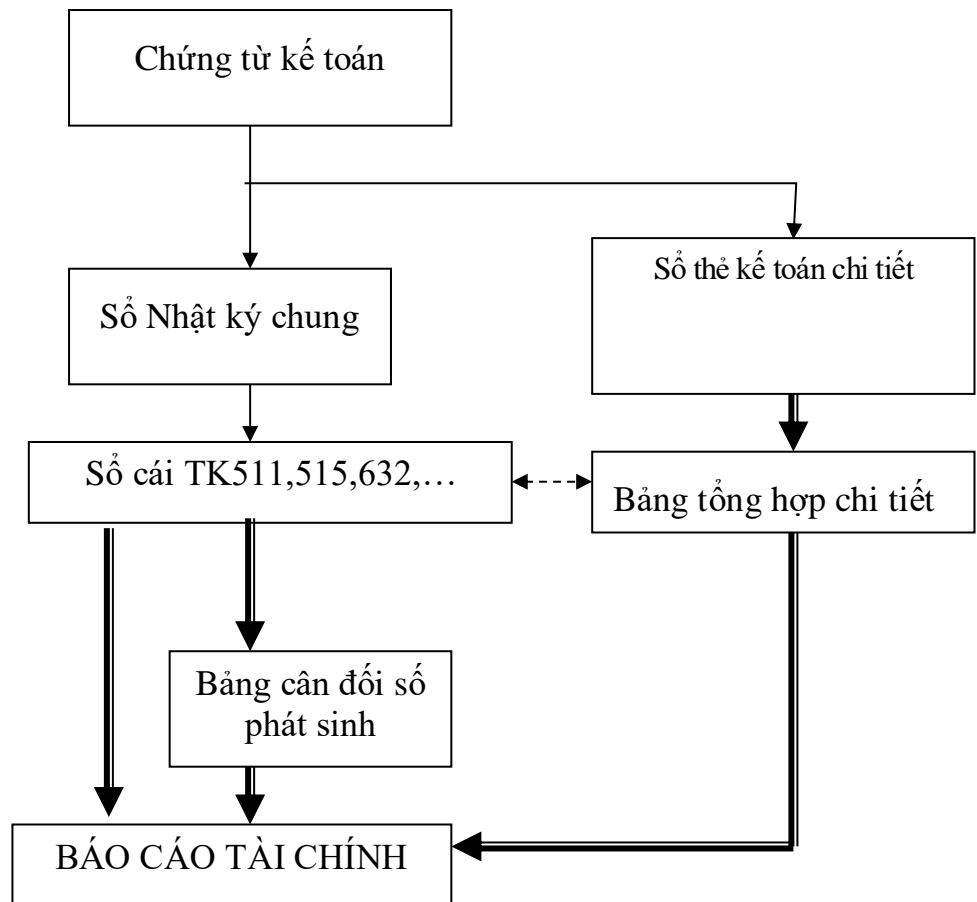 Chứng từ kế toán
Sổ thẻ kế toán chi tiết
Sổ Nhật ký chung
Sổ cái TK511,515,632,…
Bảng tổng hợp chi tiết
Bảng cân đối số
phát sinh
BÁO CÁO TÀI CHÍNH